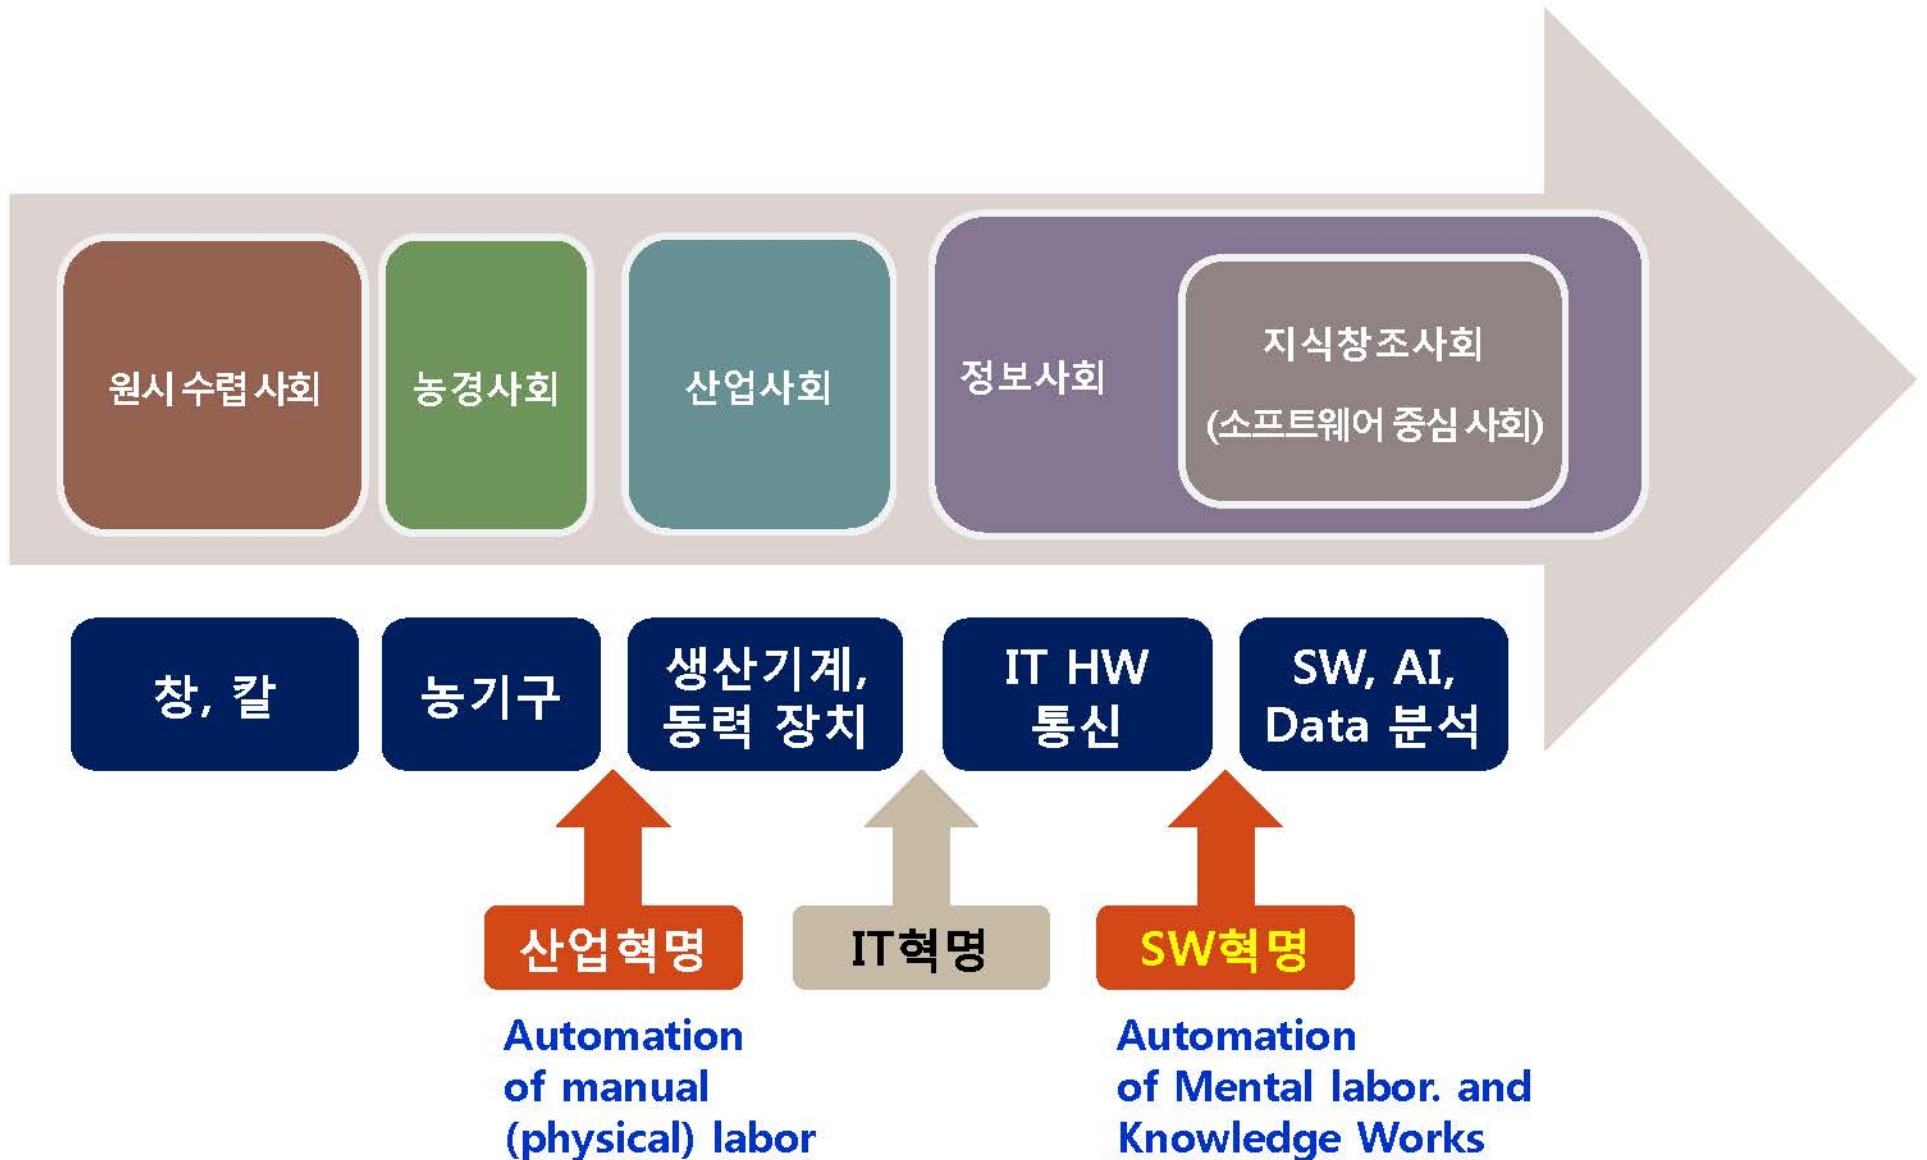 원시 수렵 사회
농경사회
산업사회
정보사회
지식창조사회
(소프트웨어 중심 사회)
창, 칼
농기구
생산기계,
동력 장치
IT HW
통신
SW, AI,
Data 분석
산업혁명
IT혁명
SW혁명
Automation
of manual
(physical) labor
Automation
of Mental labor. and
Knowledge Works